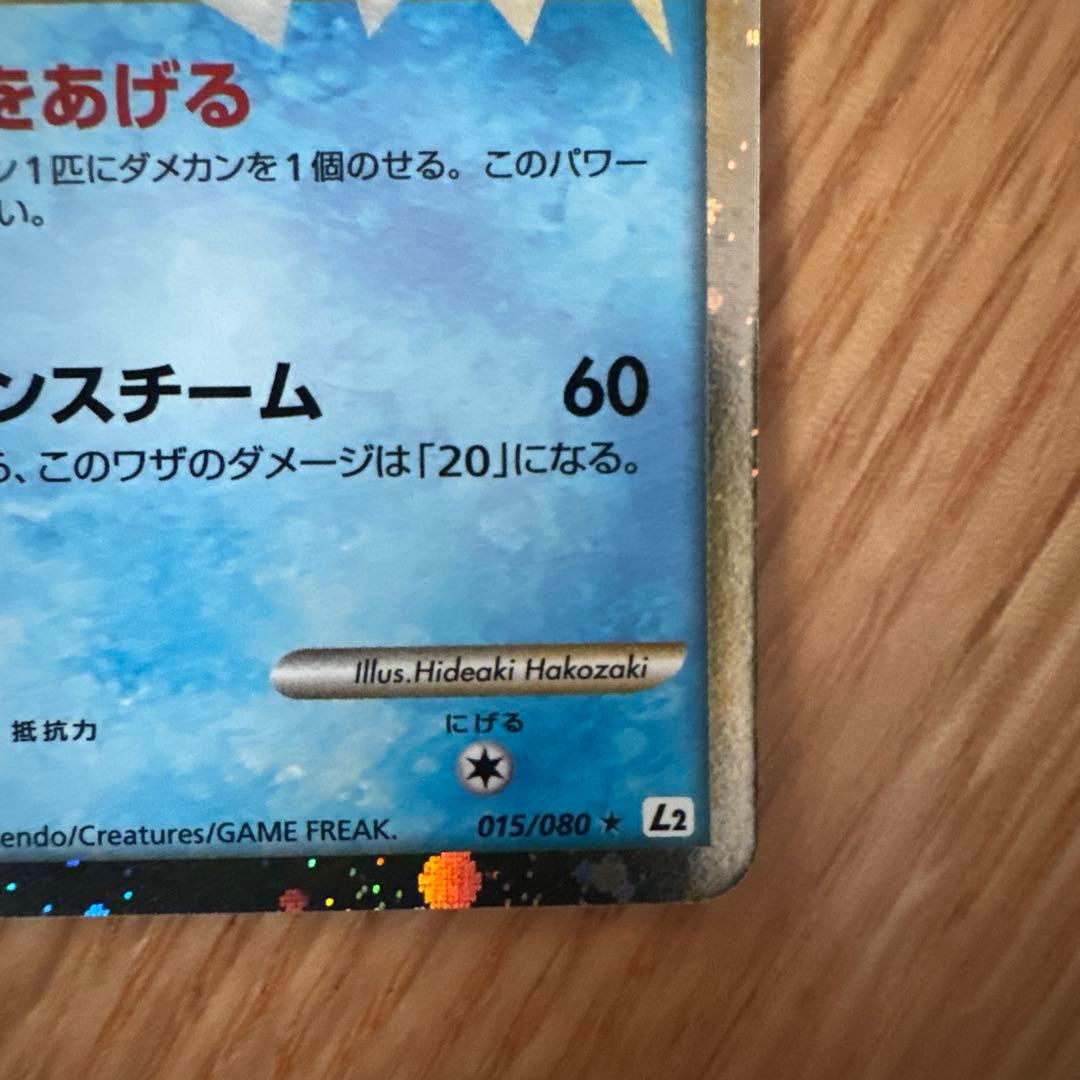 をあげる
ン1匹にダメカンを1個のせる。このパワー
い。
ンスチーム 60
ら、このワザのダメージは「20」になる。
Illus.Hideaki Hakozaki
抵抗力 にげる
endo/Creatures/GAME FREAK. 015/080 ★ L2